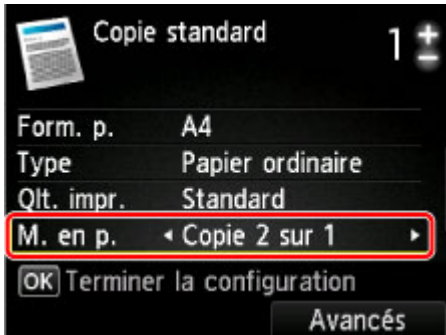 Copie standard
1 + -
Form. p. A4
Type Papier ordinaire
Qlt. impr. Standard
M. en p. Copie 2 sur 1
OK Terminer la configuration
Avancés